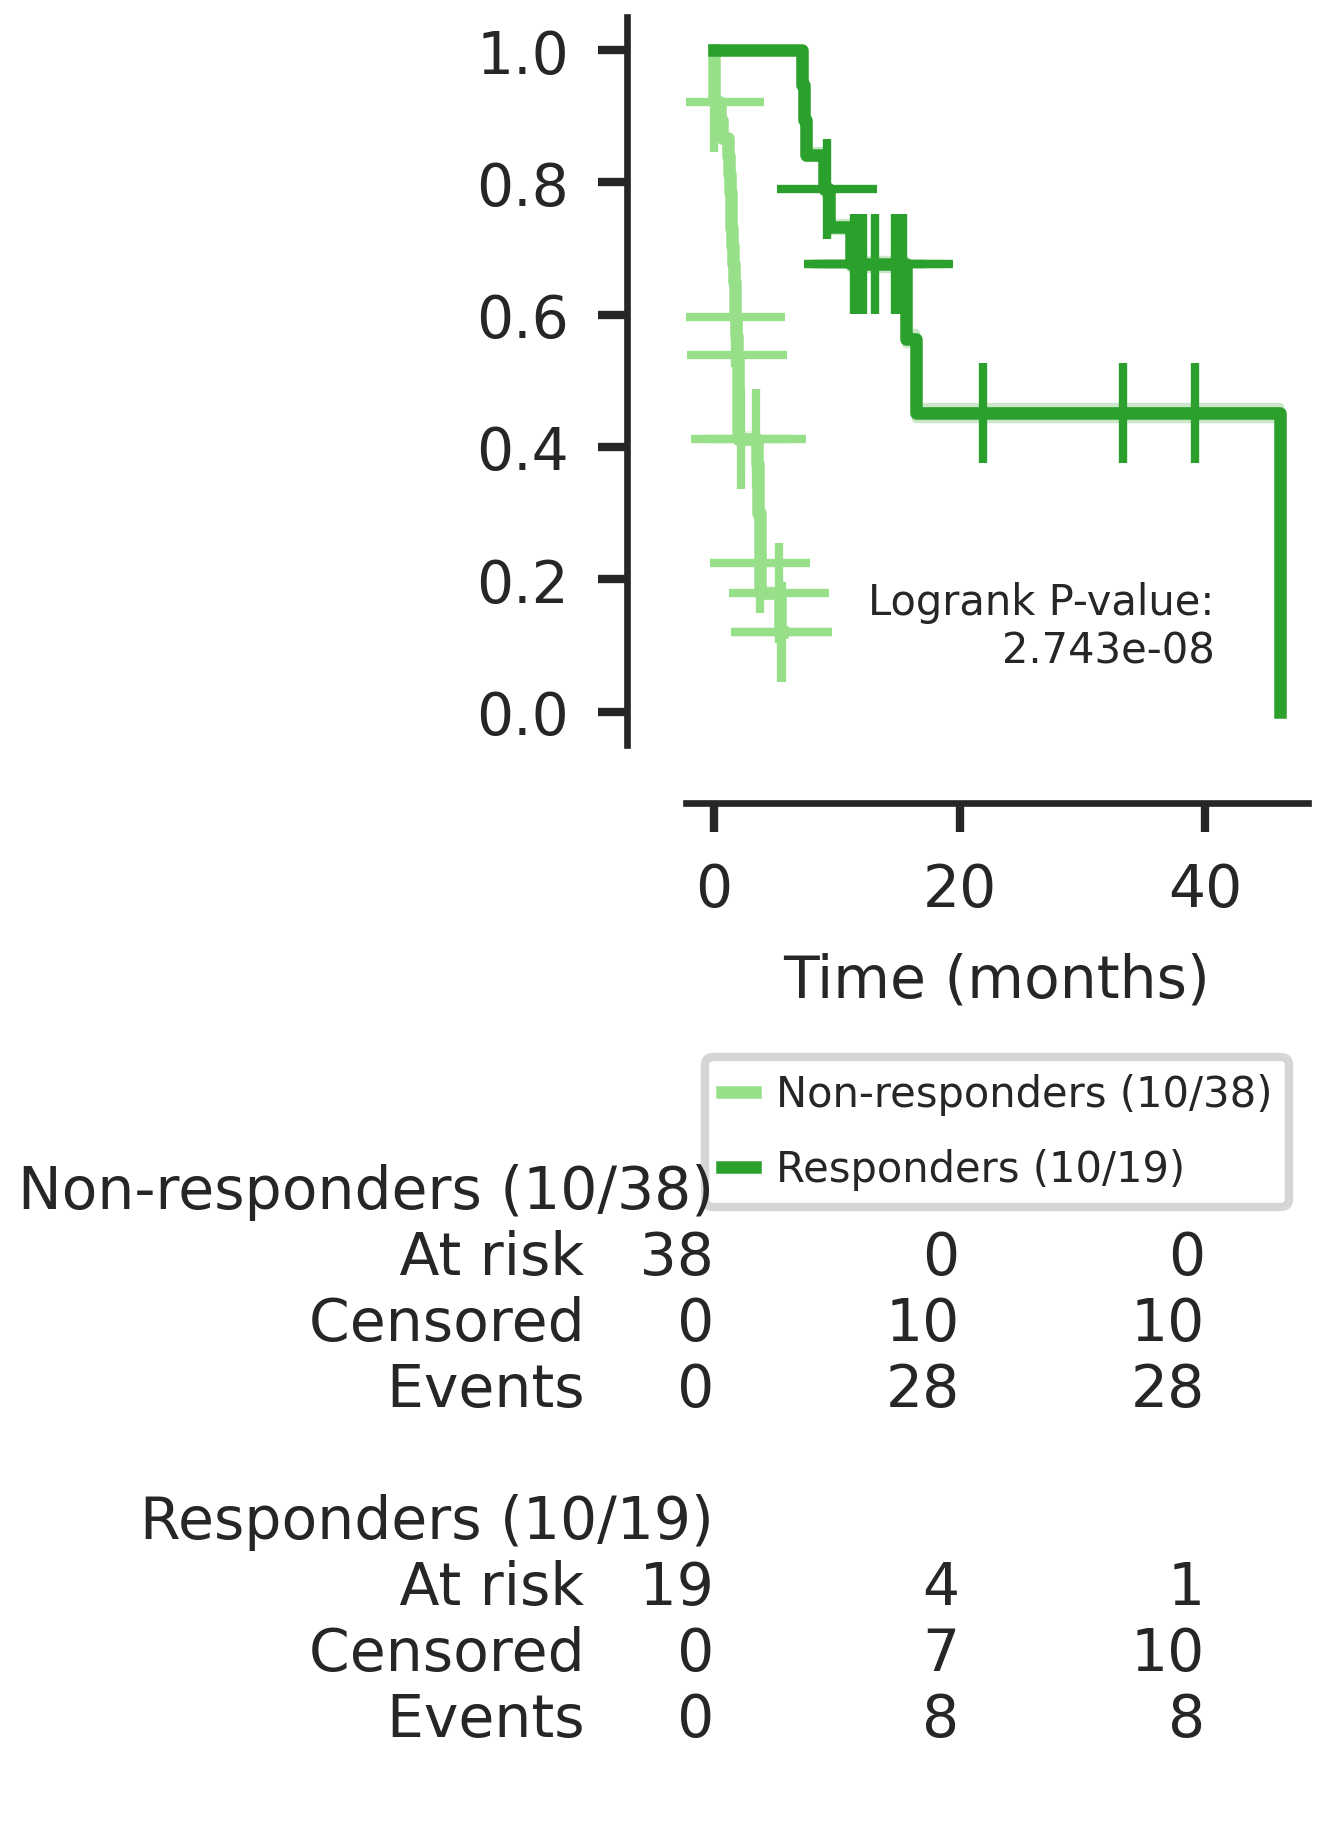 1.0
0.8
0.6
0.4
0.2
0.0
Logrank P-value:
2.743e-08
0 20 40
Time (months)
Non-responders (10/38)
Responders (10/19)
Non-responders (10/38)
At risk 38 0 0
Censored 0 10 10
Events 0 28 28
Responders (10/19)
At risk 19 4 1
Censored 0 7 10
Events 0 8 8